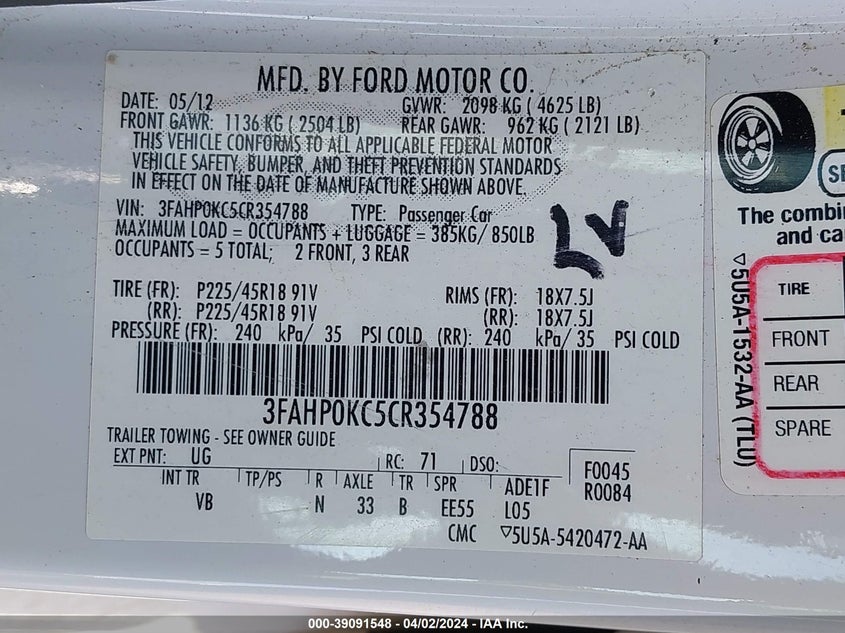 MFD. BY FORD MOTOR CO.
DATE: 05/12 GVWR: 2098 KG ( 4625 LB)
FRONT GAWR: 1136 KG ( 2504 LB) REAR GAWR: 962 KG ( 2121 LB)
THIS VEHICLE CONFORMS TO ALL APPLICABLE FEDERAL MOTOR
VEHICLE SAFETY, BUMPER, AND THEFT PREVENTION STANDARDS
IN EFFECT ON THE DATE OF MANUFACTURE SHOWN ABOVE.
VIN: 3FAHP0KC5CR354788 TYPE: Passenger Car
MAXIMUM LOAD = OCCUPANTS + LUGGAGE = 385KG/ 850LB
OCCUPANTS = 5 TOTAL; 2 FRONT, 3 REAR
LV
TIRE (FR): P225/45R18 91V RIMS (FR): 18X7.5J
(RR): P225/45R18 91V (RR): 18X7.5J
PRESSURE (FR): 240 kPa/ 35 PSI COLD (RR): 240 kPa/ 35 PSI COLD
3FAHP0KC5CR354788
TRAILER TOWING - SEE OWNER GUIDE
EXT PNT: UG RC: 71 DSO: F0045
INT TR TP/PS R AXLE TR SPR ADE1F R0084
VB N 33 B EE55 L05
CMC ▽5U5A-5420472-AA
The combin
and ca
TIRE
FRONT
REAR
SPARE
▽5U5A-1532-AA (TLU)
000-39091548 - 04/02/2024 - IAA Inc.